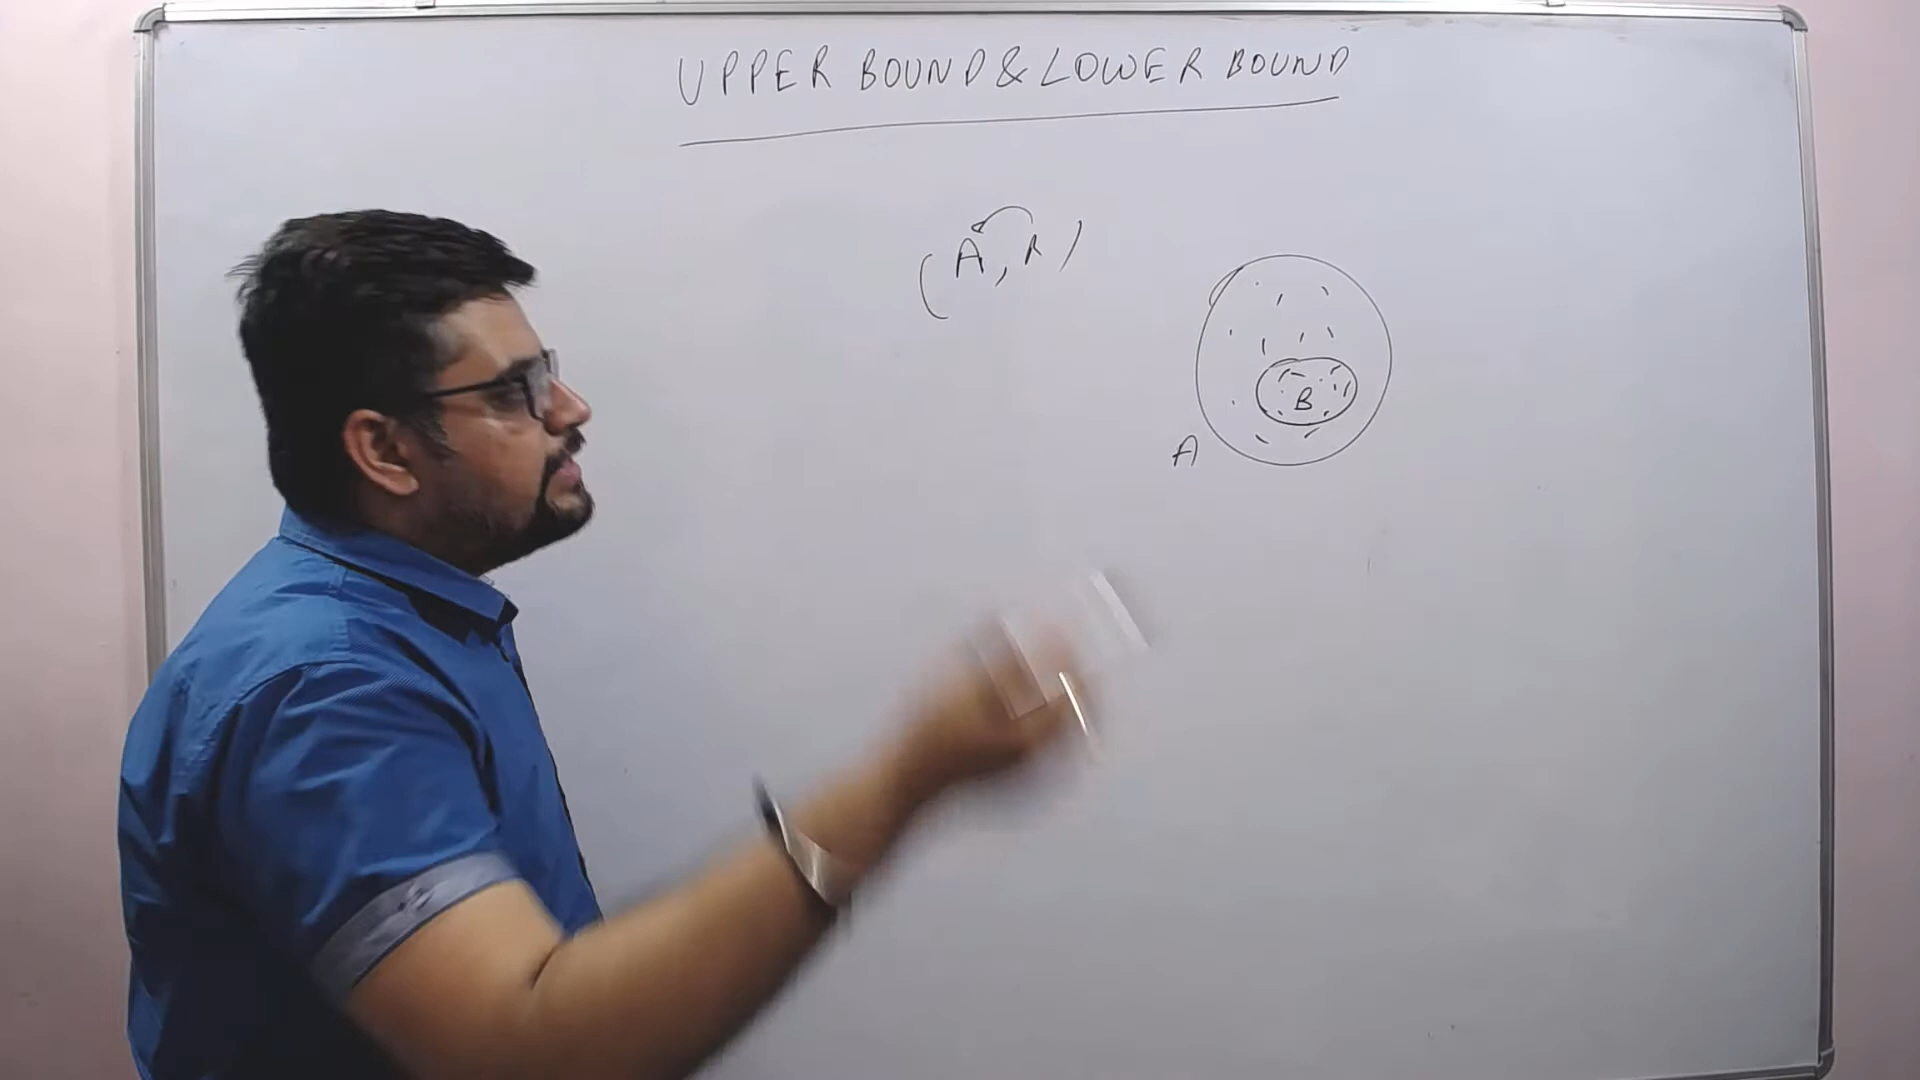 UPPER BOUND & LOWER BOUND
(A, R)
B
A